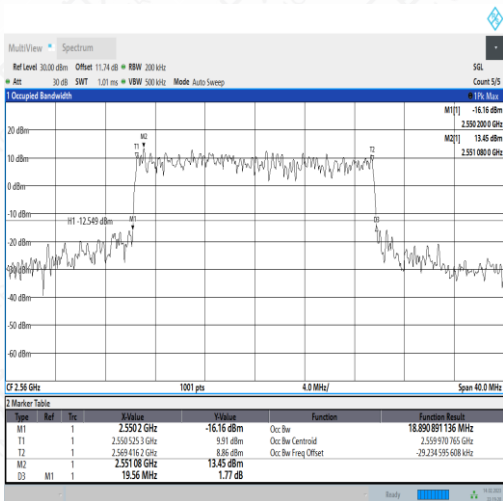 MultiView Spectrum
Ref Level 30.00 dBm Offset 11.74 dB RBW 200 kHz SGL
Att 30 dB SWT 1.01 ms VBW 500 kHz Mode Auto Sweep Count 5/5
1 Occupied Bandwidth 1Pk Max
M1[1] -16.16 dBm
2.550 200 0 GHz
M2[1] 13.45 dBm
2.551 080 0 GHz
20 dBm
M2
T1
T2
10 dBm
0 dBm
-10 dBm
H1 -12.549 dBm
M1
D3
-20 dBm
-30 dBm
-40 dBm
-50 dBm
-60 dBm
CF 2.56 GHz 1001 pts 4.0 MHz/ Span 40.0 MHz
2 Marker Table
Type Ref Trc X-Value Y-Value Function Function Result
M1 1 2.550 2 GHz -16.16 dBm Occ Bw 18.890 891 136 MHz
T1 1 2.550 525 3 GHz 9.91 dBm Occ Bw Centroid 2.559 970 765 GHz
T2 1 2.569 416 2 GHz 8.86 dBm Occ Bw Freq Offset -29.234 595 608 kHz
M2 1 2.551 08 GHz 13.45 dBm
D3 M1 1 19.56 MHz 1.77 dB
Ready